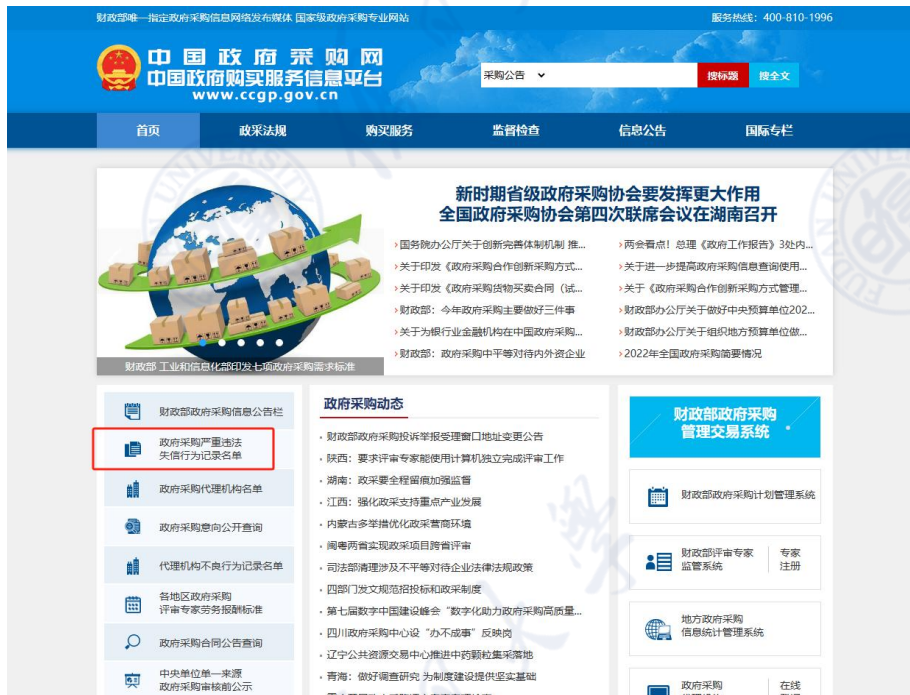 财政部唯一指定政府采购信息网络发布媒体 国家级政府采购专业网站
服务热线：400-810-1996
中国政府采购网
中国政府购买服务信息平台
www.ccgp.gov.cn
采购公告
搜标题
搜全文
首页
政采法规
购买服务
监督检查
信息公告
国际专栏
新时期省级政府采购协会要发挥更大作用
全国政府采购协会第四次联席会议在湖南召开
国务院办公厅关于创新完善体制机制 推...
关于印发《政府采购合作创新采购方式...
关于印发《政府采购货物买卖合同（试...
财政部：今年政府采购主要做好三件事
关于为银行业金融机构在中国政府采购...
财政部：政府采购中平等对待内外资企业
两会看点！总理《政府工作报告》3处内...
关于进一步提高政府采购信息查询使用...
关于《政府采购合作创新采购方式管理...
财政部办公厅关于做好中央预算单位202...
财政部办公厅关于组织地方预算单位做...
2022年全国政府采购简要情况
财政部 工业和信息化部印发七项政府采购需求标准
财政部政府采购信息公告栏
政府采购严重违法
失信行为记录名单
政府采购代理机构名单
政府采购意向公开查询
代理机构不良行为记录名单
各地区政府采购
评审专家劳务报酬标准
政府采购合同公告查询
中央单位单一来源
政府采购审核前公示
政府采购动态
财政部政府采购投诉举报受理窗口地址变更公告
陕西：要求评审专家能使用计算机独立完成评审工作
湖南：政采要全程留痕加强监督
江西：强化政采支持重点产业发展
内蒙古多举措优化政采营商环境
闽粤两省实现政采项目跨省评审
司法部清理涉及不平等对待企业法律法规政策
四部门发文规范招投标和政采制度
第七届数字中国建设峰会“数字化助力政府采购高质量...
四川政府采购中心设“办不成事”反映岗
辽宁公共资源交易中心推进中药颗粒集采落地
青海：做好调查研究 为制度建设提供坚实基础
财政部政府采购
管理交易系统
财政部政府采购计划管理系统
财政部评审专家
监管系统
专家
注册
地方政府采购
信息统计管理系统
政府采购
在线